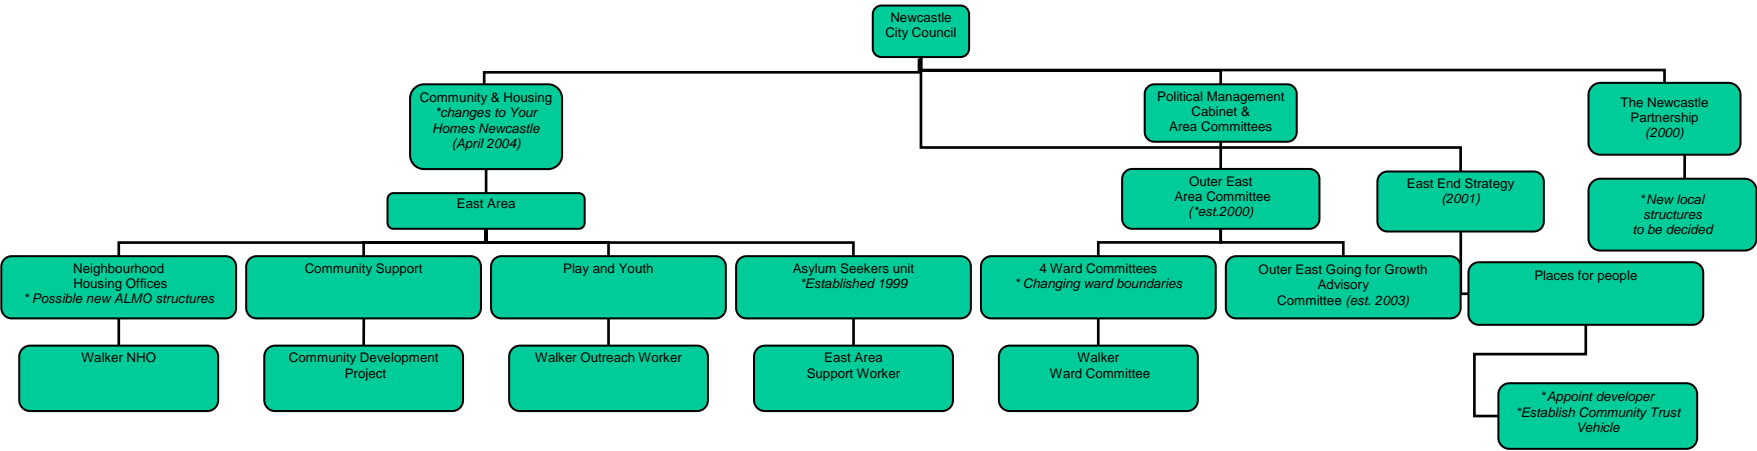 Newcastle
City Council
Community & Housing
*changes to Your
Homes Newcastle
(April 2004)
Political Management
Cabinet &
Area Committees
The Newcastle
Partnership
(2000)
East Area
Outer East
Area Committee
(*est.2000)
East End Strategy
(2001)
*New local
structures
to be decided
Neighbourhood
Housing Offices
* Possible new ALMO structures
Community Support
Play and Youth
Asylum Seekers unit
*Established 1999
4 Ward Committees
* Changing ward boundaries
Outer East Going for Growth
Advisory
Committee (est. 2003)
Places for people
Walker NHO
Community Development
Project
Walker Outreach Worker
East Area
Support Worker
Walker
Ward Committee
*Appoint developer
*Establish Community Trust
Vehicle